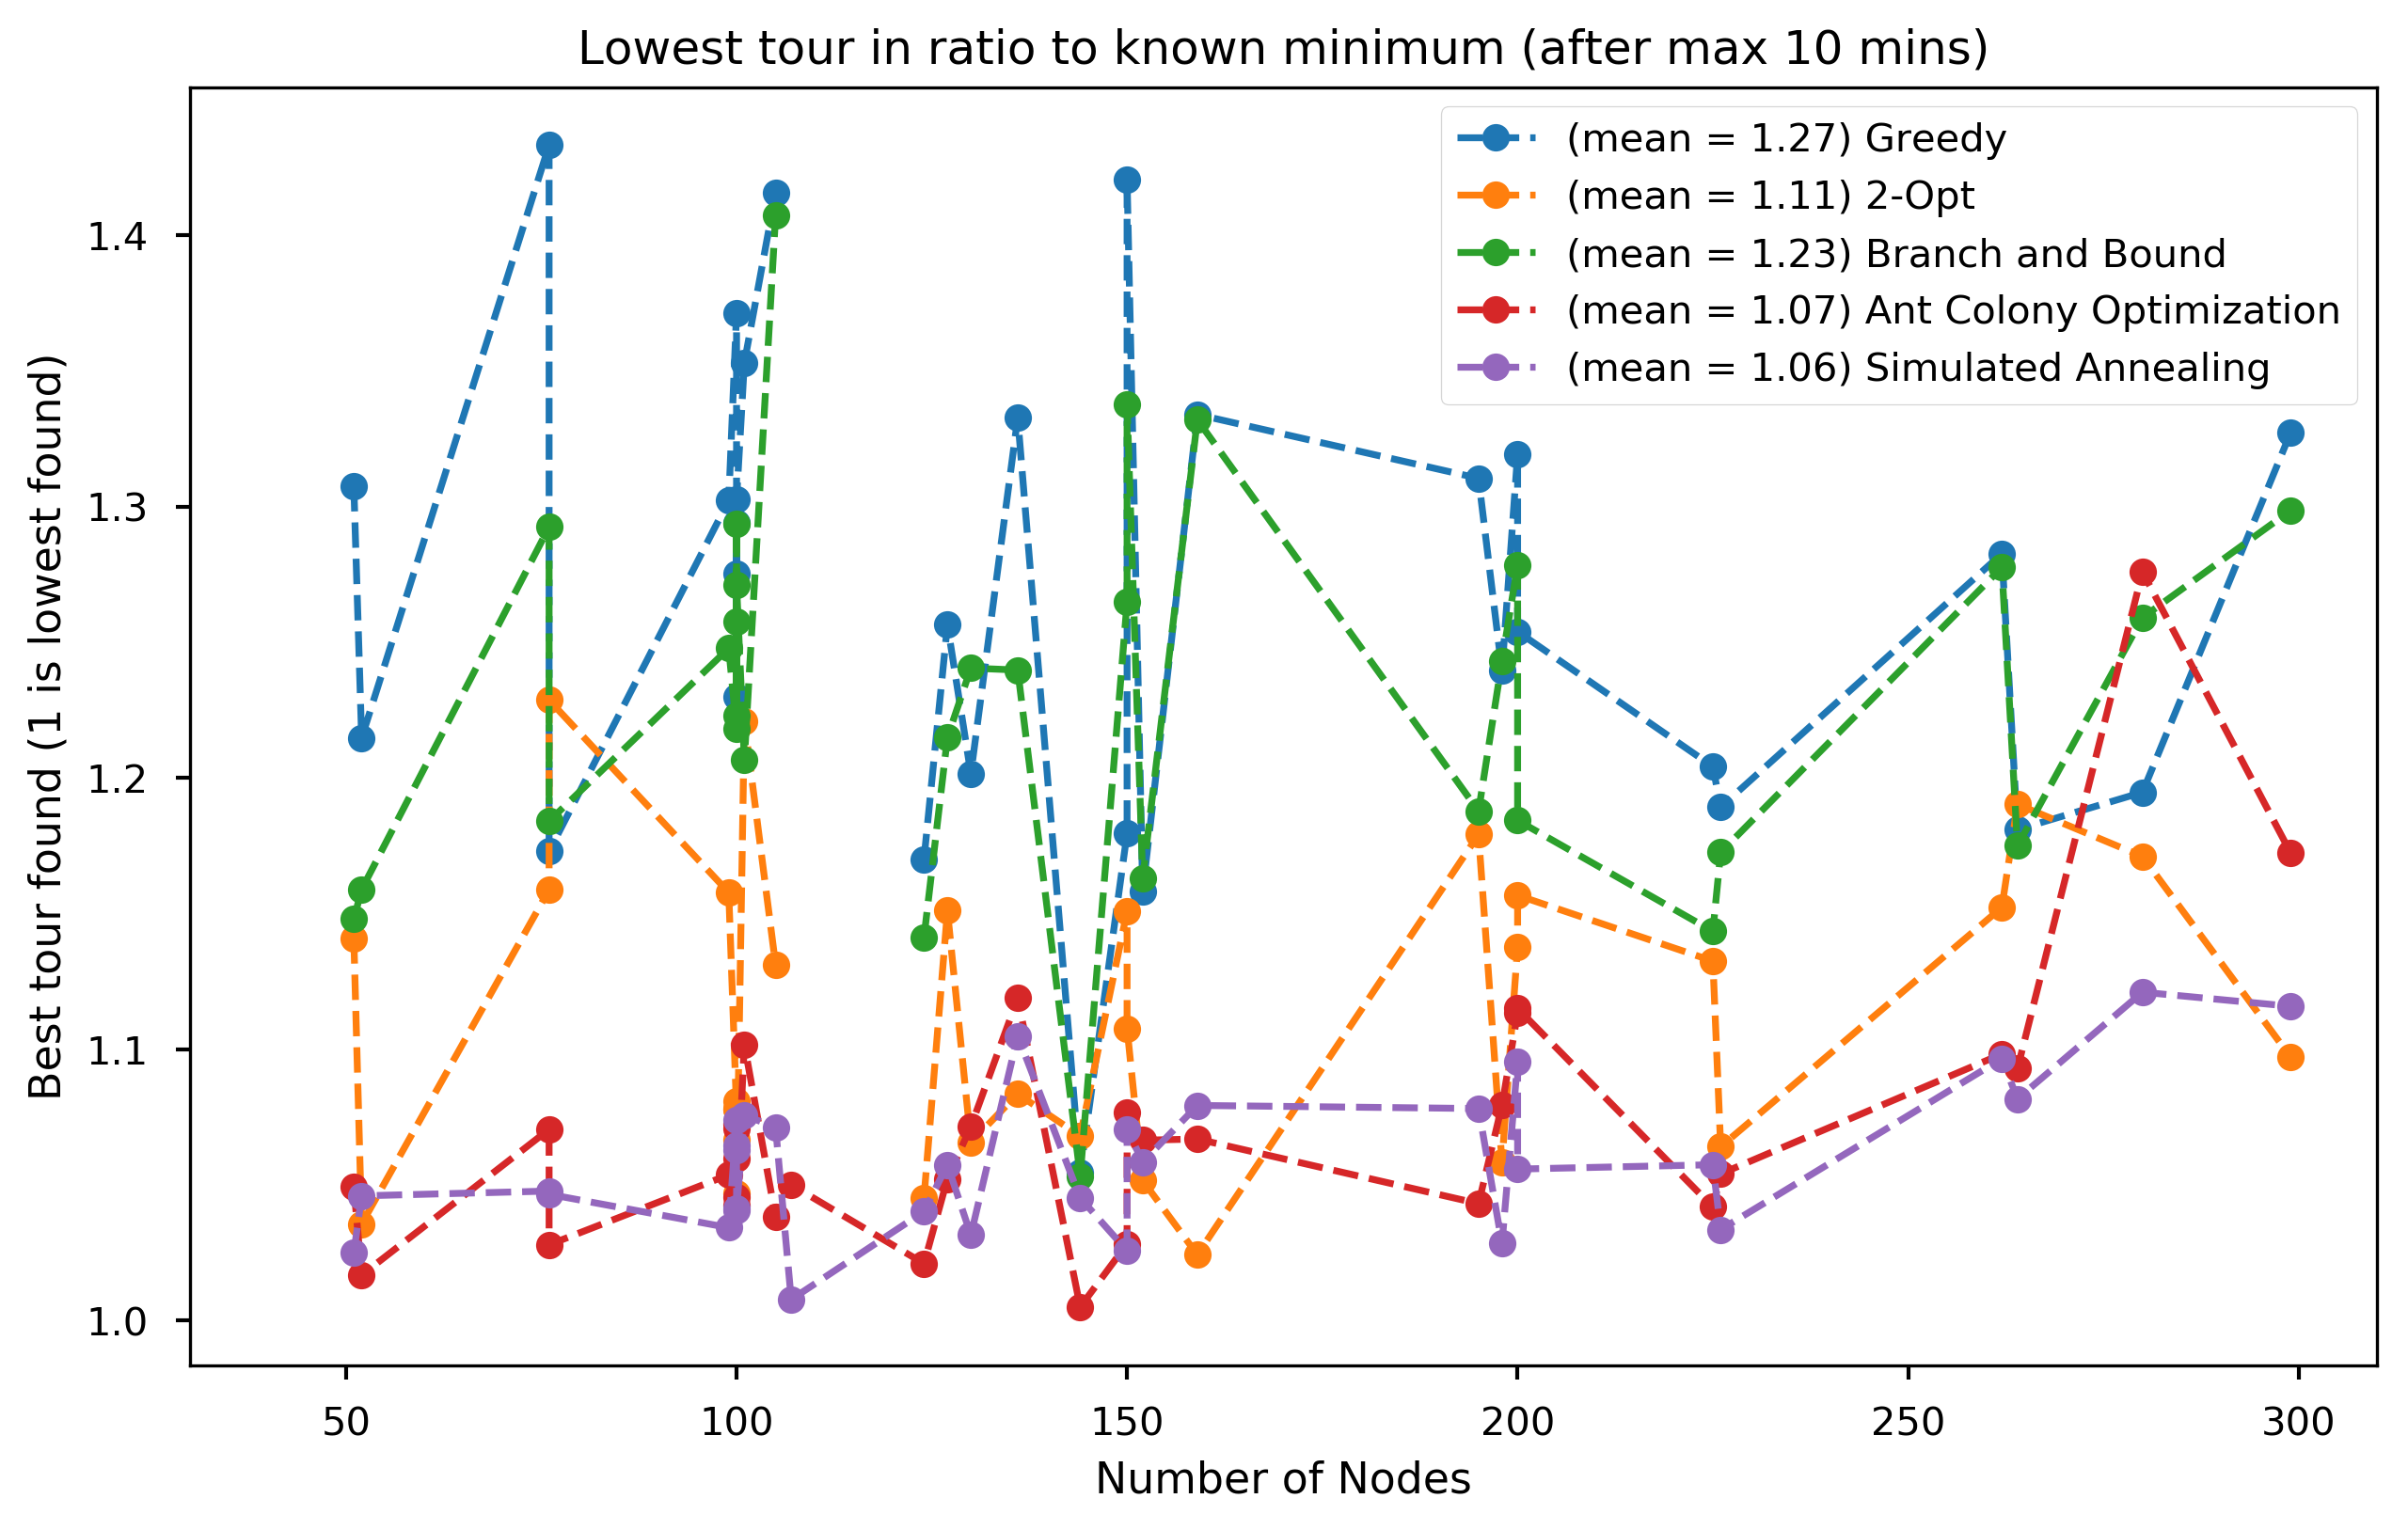 Lowest tour in ratio to known minimum (after max 10 mins)
Best tour found (1 is lowest found)
1.4
1.3
1.2
1.1
1.0
(mean = 1.27) Greedy
(mean = 1.11) 2-Opt
(mean = 1.23) Branch and Bound
(mean = 1.07) Ant Colony Optimization
(mean = 1.06) Simulated Annealing
50 100 150 200 250 300
Number of Nodes